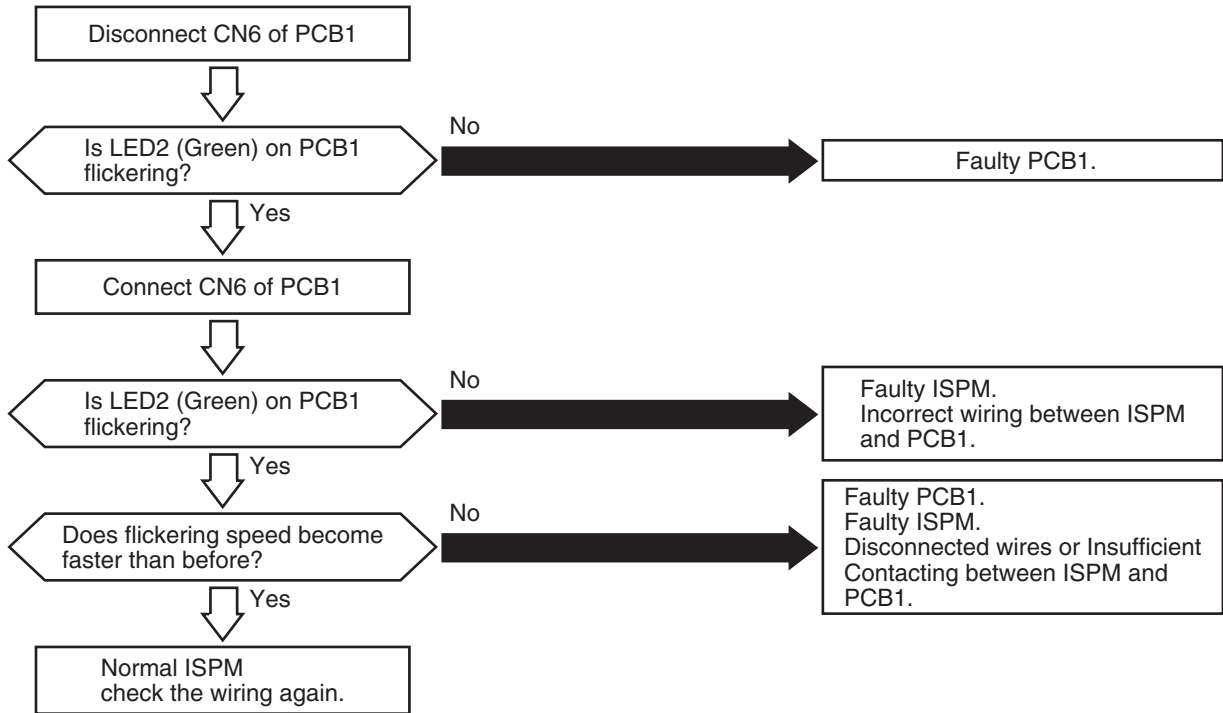 Disconnect CN6 of PCB1
Is LED2 (Green) on PCB1
flickering?
No
Faulty PCB1.
Yes
Connect CN6 of PCB1
Is LED2 (Green) on PCB1
flickering?
No
Faulty ISPM.
Incorrect wiring between ISPM
and PCB1.
Yes
Does flickering speed become
faster than before?
No
Faulty PCB1.
Faulty ISPM.
Disconnected wires or Insufficient
Contacting between ISPM and
PCB1.
Yes
Normal ISPM
check the wiring again.